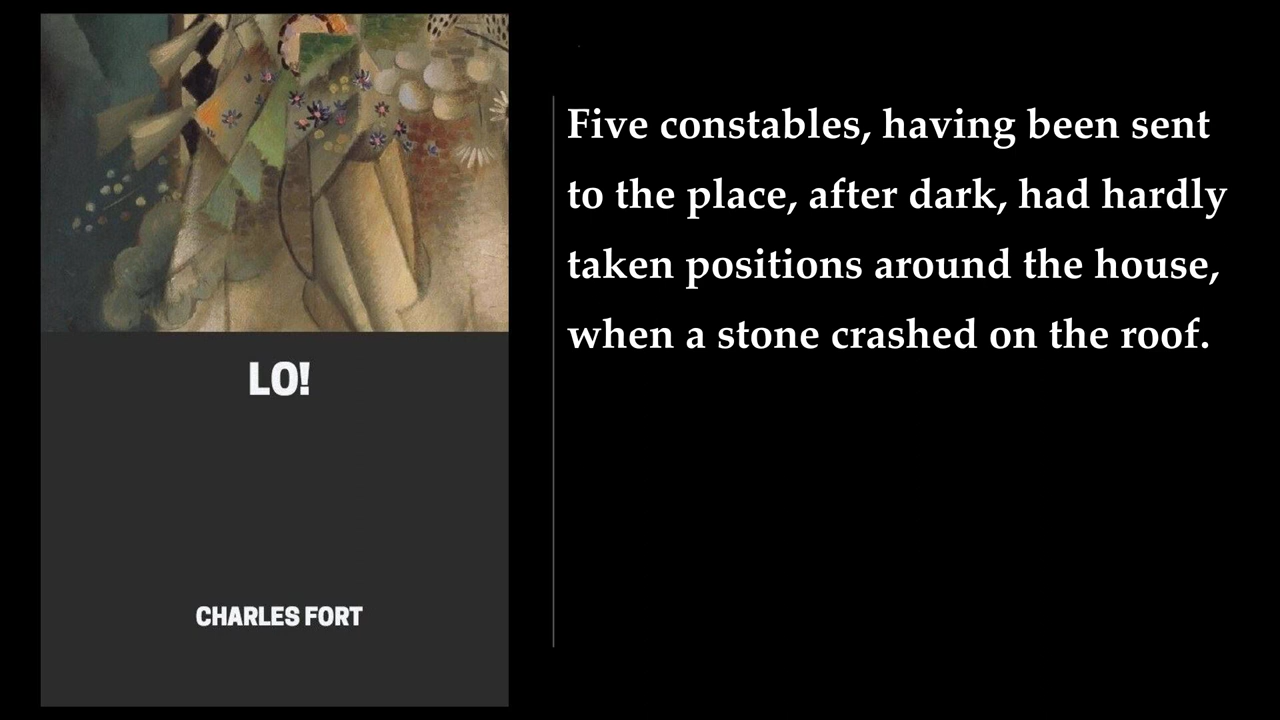 LO!
CHARLES FORT
Five constables, having been sent
to the place, after dark, had hardly
taken positions around the house,
when a stone crashed on the roof.